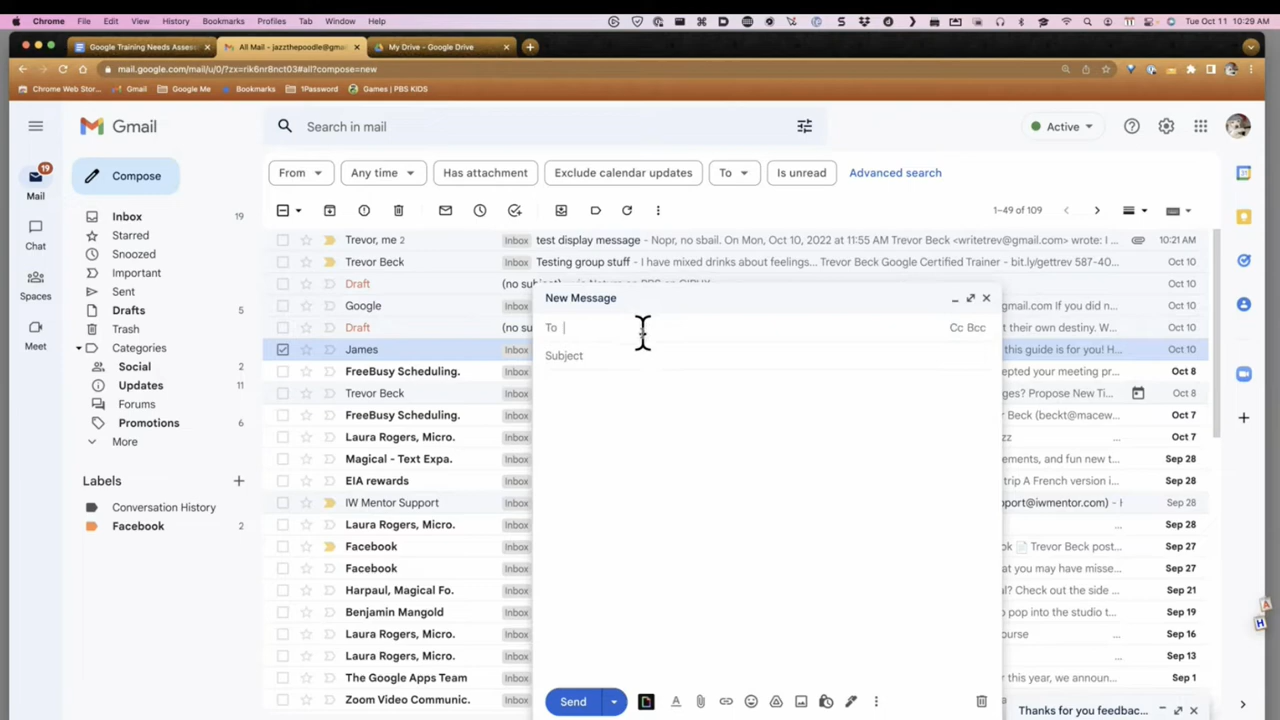 Chrome File Edit View History Bookmarks Profiles Tab Window Help Tue Oct 11 10:29 AM
Google Training Needs Asses All Mail - jazzthepoodle@gmai My Drive - Google Drive
mail.google.com/mail/u/0/?zx=rik6nr8nct03#all?compose=new
Chrome Web Stor... Gmail Google Me Bookmarks 1Password Games | PBS KIDS
Gmail Search in mail Active
19
Mail
Chat
Spaces
Meet
Compose
From Any time Has attachment Exclude calendar updates To Is unread Advanced search
1–49 of 109
Inbox 19
Starred
Snoozed
Important
Sent
Drafts 5
Trash
Categories
Social 2
Updates 11
Forums
Promotions 6
More
Labels
Conversation History
Facebook 2
Trevor, me 2 Inbox test display message - Nopr, no sbail. On Mon, Oct 10, 2022 at 11:55 AM Trevor Beck <writetrev@gmail.com> wrote: I ... 10:21 AM
Trevor Beck Inbox Testing group stuff - I have mixed drinks about feelings... Trevor Beck Google Certified Trainer - bit.ly/gettrev 587-40... Oct 10
Draft (no subject) Oct 10
Google Inbox gmail.com If you did n... Oct 10
Draft (no su t their own destiny. W... Oct 10
James Inbox this guide is for you! H... Oct 10
FreeBusy Scheduling. Inbox epted your meeting pr... Oct 8
Trevor Beck Inbox ges? Propose New Ti... Oct 8
FreeBusy Scheduling. Inbox r Beck (beckt@macew... Oct 7
Laura Rogers, Micro. Inbox zz ... Oct 7
Magical - Text Expa. Inbox ements, and fun new t... Sep 28
EIA rewards Inbox trip A French version i... Sep 28
IW Mentor Support Inbox pport@iwmentor.com) - H Sep 28
Laura Rogers, Micro. Inbox ... Sep 28
Facebook Inbox ok Trevor Beck post... Sep 27
Facebook Inbox at you may have misse... Sep 27
Harpaul, Magical Fo. Inbox ! Check out the side ... Sep 21
Benjamin Mangold Inbox o pop into the studio t... Sep 19
Laura Rogers, Micro. Inbox ourse ... Sep 16
Laura Rogers, Micro. Inbox ... Sep 13
The Google Apps Team Inbox r this year, we announ...
Zoom Video Communic. Inbox
New Message
To Cc Bcc
Subject
Send
Thanks for you feedbac...
A
H